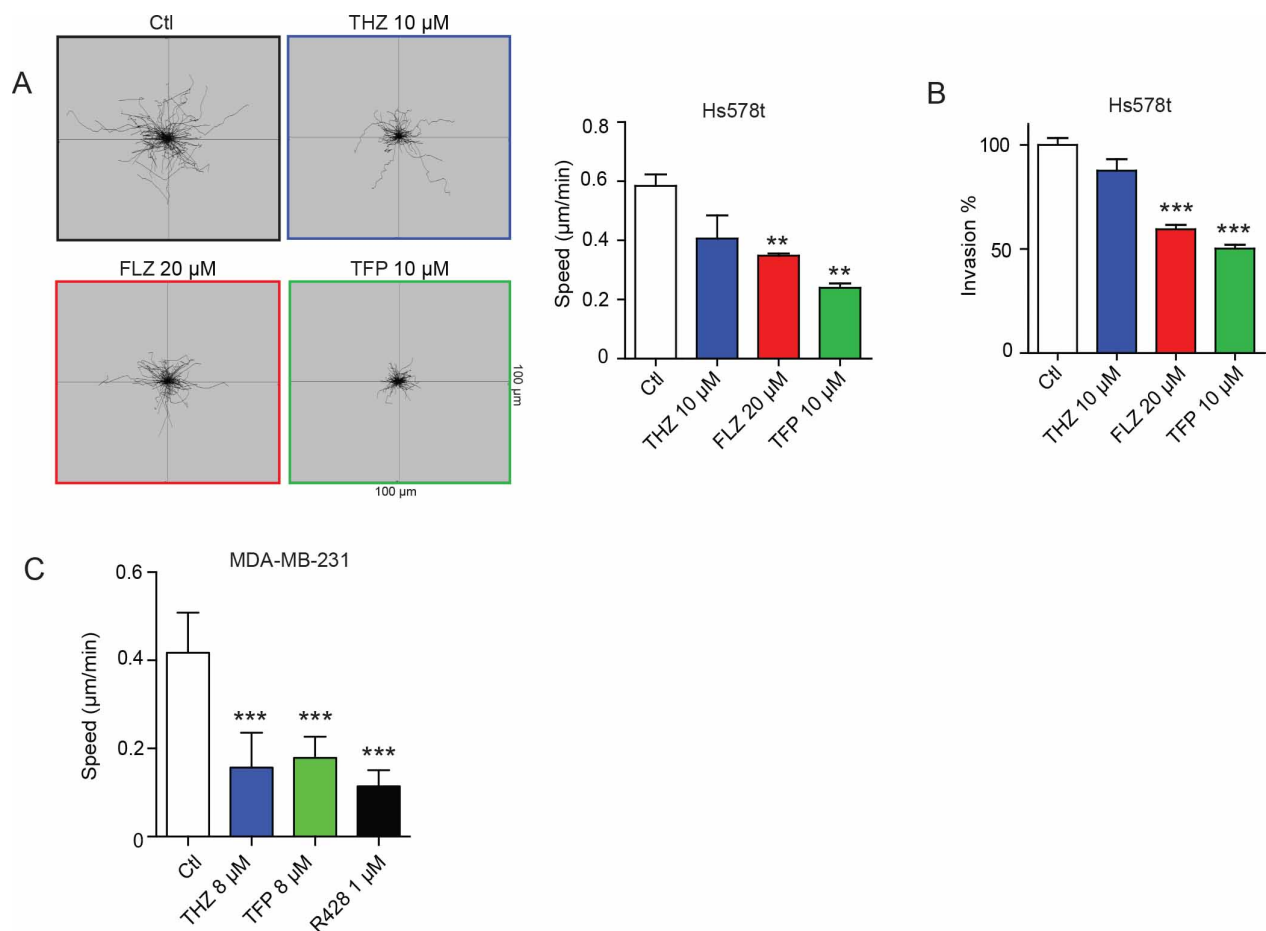 A
Ctl
THZ 10 µM
FLZ 20 µM
TFP 10 µM
100 µm
100 µm
Hs578t
Speed (µm/min)
0.8
0.6
0.4
0.2
0
**
**
Ctl
THZ 10 µM
FLZ 20 µM
TFP 10 µM
B
Hs578t
Invasion %
100
50
0
***
***
Ctl
THZ 10 µM
FLZ 20 µM
TFP 10 µM
C
MDA-MB-231
Speed (µm/min)
0.6
0.4
0.2
0
***
***
***
Ctl
THZ 8 µM
TFP 8 µM
R428 1 µM